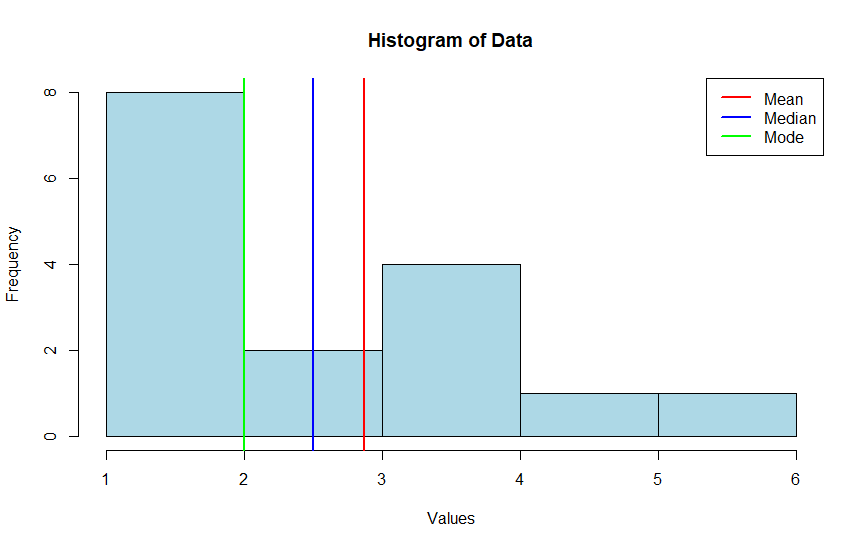 Histogram of Data
Mean
Median
Mode
Frequency
8
6
4
2
0
1 2 3 4 5 6
Values